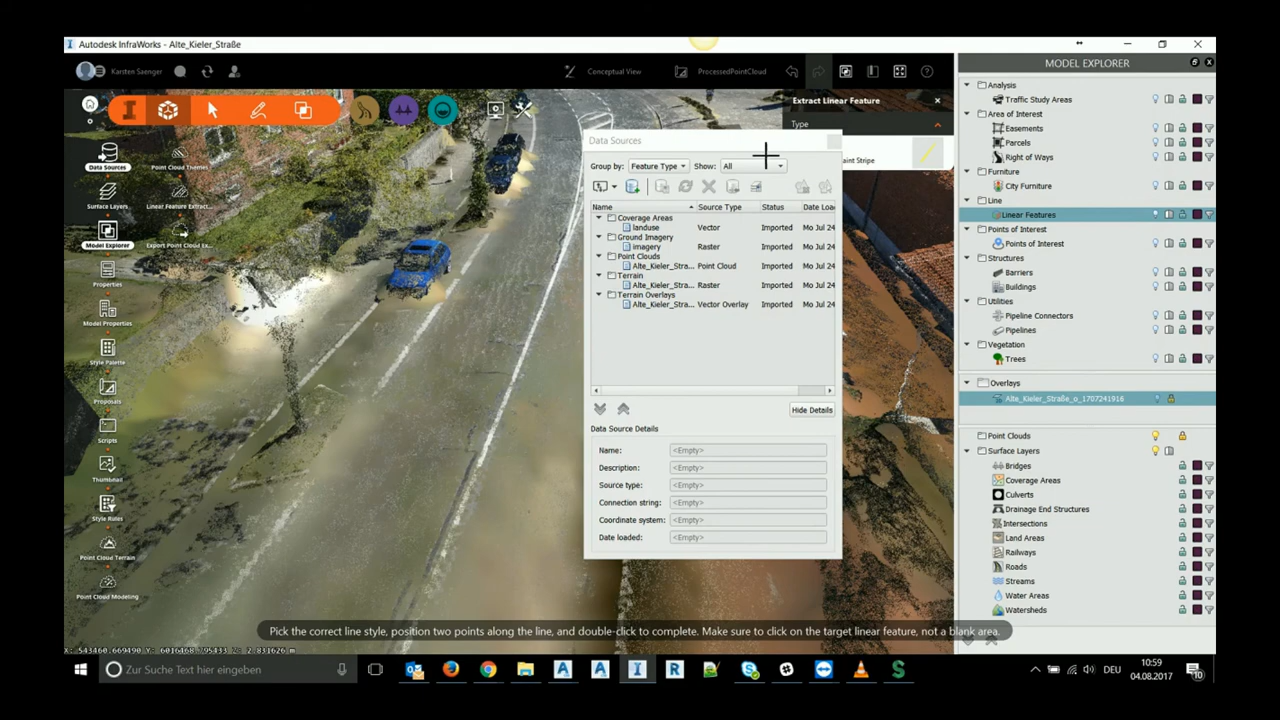 Autodesk InfraWorks - Alte_Kieler_Straße
Karsten Saenger
Conceptual View
ProcessedPointCloud
MODEL EXPLORER
Data Sources
Surface Layers
Model Explorer
Properties
Model Properties
Style Palette
Proposals
Scripts
Thumbnail
Style Rules
Point Cloud Terrain
Point Cloud Modeling
Point Cloud Themes
Linear Feature Extract...
Export Point Cloud Ex...
Extract Linear Feature
Type
aint Stripe
Data Sources
Group by: Feature Type Show: All
Name Source Type Status Date Loa
Coverage Areas
landuse Vector Imported Mo Jul 24
Ground Imagery
imagery Raster Imported Mo Jul 24
Point Clouds
Alte_Kieler_Stra... Point Cloud Imported Mo Jul 24
Terrain
Alte_Kieler_Stra... Raster Imported Mo Jul 24
Terrain Overlays
Alte_Kieler_Stra... Vector Overlay Imported Mo Jul 24
Hide Details
Data Source Details
Name: <Empty>
Description: <Empty>
Source type: <Empty>
Connection string: <Empty>
Coordinate system: <Empty>
Date loaded: <Empty>
Analysis
Traffic Study Areas
Area of Interest
Easements
Parcels
Right of Ways
Furniture
City Furniture
Line
Linear Features
Points of Interest
Points of Interest
Structures
Barriers
Buildings
Utilities
Pipeline Connectors
Pipelines
Vegetation
Trees
Overlays
Alte_Kieler_Straße_o_1707241916
Point Clouds
Surface Layers
Bridges
Coverage Areas
Culverts
Drainage End Structures
Intersections
Land Areas
Railways
Roads
Streams
Water Areas
Watersheds
Pick the correct line style, position two points along the line, and double-click to complete. Make sure to click on the target linear feature, not a blank area.
Zur Suche Text hier eingeben
DEU
10:59
04.08.2017
10